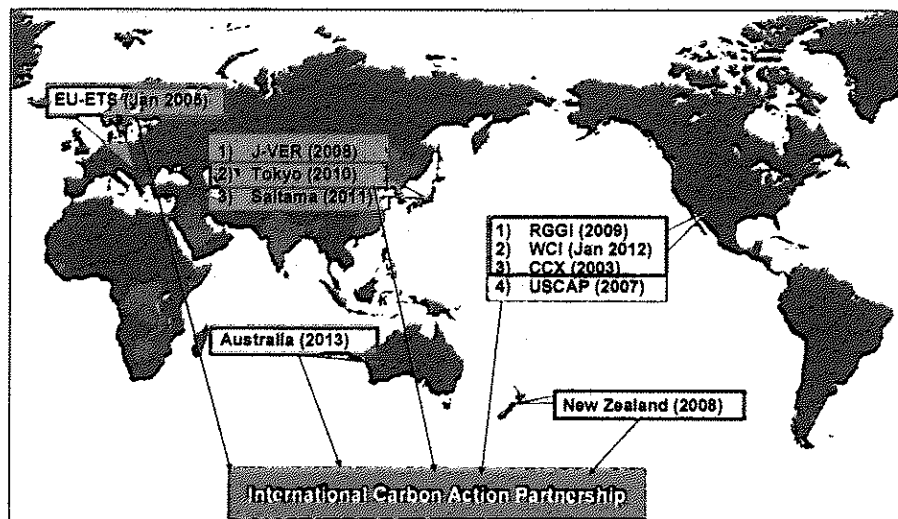 EU-ETS (Jan 2005)
1) J-VER (2008)
2) Tokyo (2010)
3) Saitama (2011)
1) RGGI (2009)
2) WCI (Jan 2012)
3) CCX (2003)
4) USCAP (2007)
Australia (2013)
New Zealand (2008)
International Carbon Action Partnership